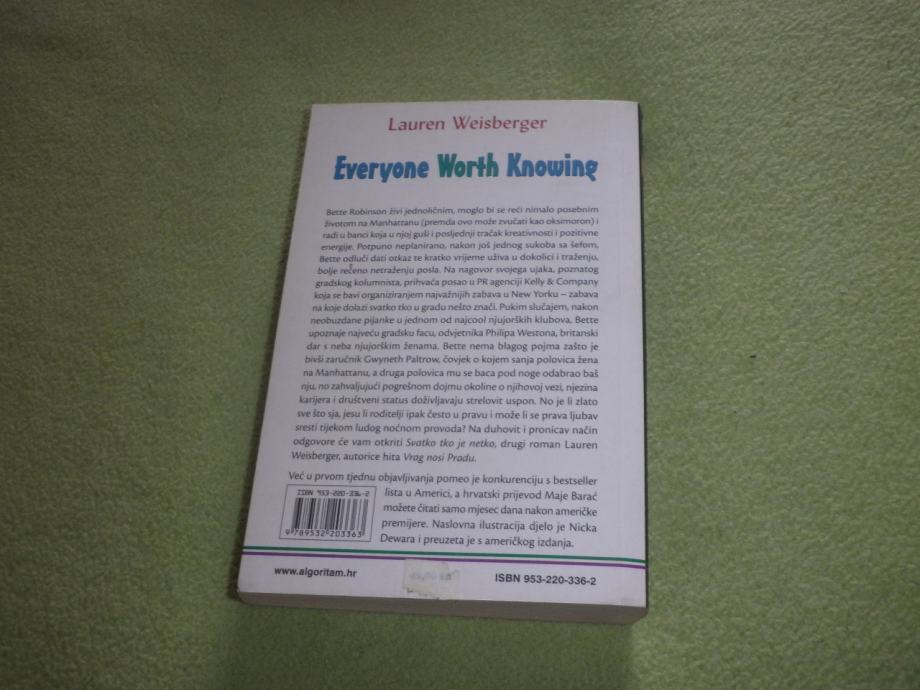 Lauren Weisberger
Everyone Worth Knowing
Bette Robinson živi jednoličnim, moglo bi se reći nimalo posebnim
životom na Manhattanu (premda ovo može zvučati kao oksimoron) i
radi u banci koja u njoj guši i posljednji tračak kreativnosti i pozitivne
energije. Potpuno neplanirano, nakon još jednog sukoba sa šefom,
Bette odluči dati otkaz te kratko vrijeme uživa u dokolici i traženju,
bolje rečeno netraženju posla. Na nagovor svojega ujaka, poznatog
gradskog kolumnista, prihvaća posao u PR agenciji Kelly & Company
koja se bavi organiziranjem najvažnijih zabava u New Yorku – zabava
na koje dolazi svatko tko u gradu nešto znači. Pukim slučajem, nakon
neobuzdane pijanke u jednom od najcool njujorških klubova, Bette
upoznaje najveću gradsku facu, odvjetnika Philipa Westona, britanski
dar s neba njujorškim ženama. Bette nema blagog pojma zašto je
bivši zaručnik Gwyneth Paltrow, čovjek o kojem sanja polovica žena
na Manhattanu, a druga polovica mu se baca pod noge odabrao baš
nju, no zahvaljujući pogrešnom dojmu okoline o njihovoj vezi, njezina
karijera i društveni status doživljavaju strelovit uspon. No je li zlato
sve što sja, jesu li roditelji ipak često u pravu i može li se prava ljubav
sresti tijekom ludog noćnom provoda? Na duhovit i pronicav način
odgovore će vam otkriti Svatko tko je netko, drugi roman Lauren
Weisberger, autorice hita Vrag nosi Pradu.
Već u prvom tjednu objavljivanja pomeo je konkurenciju s bestseller
lista u Americi, a hrvatski prijevod Maje Barać
možete čitati samo mjesec dana nakon američke
premijere. Naslovna ilustracija djelo je Nicka
Dewara i preuzeta je s američkog izdanja.
ISBN 953-220-336-2
9 789532 203363
www.algoritam.hr
ISBN 953-220-336-2